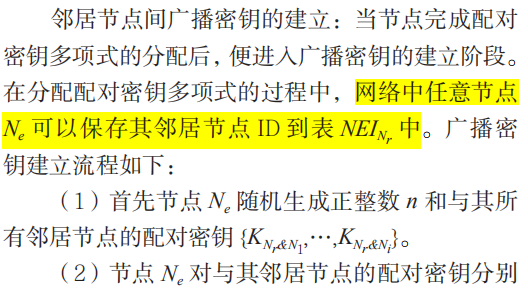 邻居节点间广播密钥的建立：当节点完成配对
密钥多项式的分配后，便进入广播密钥的建立阶段。
在分配配对密钥多项式的过程中，网络中任意节点
Nₑ 可以保存其邻居节点 ID 到表 NEI_{N_r} 中。广播密
钥建立流程如下：
（1）首先节点 Nₑ 随机生成正整数 n 和与其所
有邻居节点的配对密钥 {K_{N_r&N_1},⋯,K_{N_r&N_i}}。
（2）节点 Nₑ 对与其邻居节点的配对密钥分别